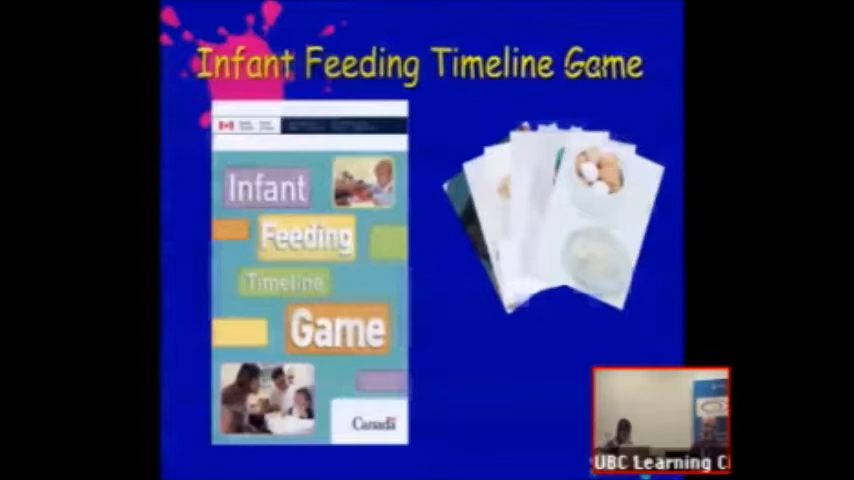 Infant Feeding Timeline Game
Infant
Feeding
Timeline
Game
Canada
UBC Learning C